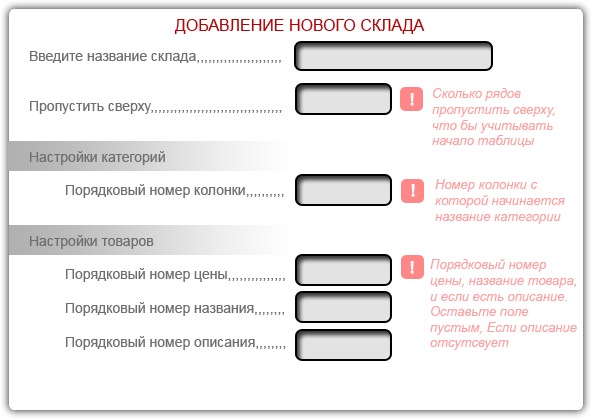 ДОБАВЛЕНИЕ НОВОГО СКЛАДА
Введите название склада,,,,,,,,,,,,,,,,,,,,,,
Пропустить сверху,,,,,,,,,,,,,,,,,,,,,,,,,,,,,,,,,,
! Сколько рядов
пропустить сверху,
что бы учитывать
начало таблицы
Настройки категорий
Порядковый номер колонки,,,,,,,,,,
! Номер колонки с
которой начинается
название категории
Настройки товаров
Порядковый номер цены,,,,,,,,,,,,,,,
Порядковый номер названия,,,,,,,,
Порядковый номер описания,,,,,,,,
! Порядковый номер
цены, название товара,
и если есть описание.
Оставьте поле
пустым, Если описание
отсутсвует